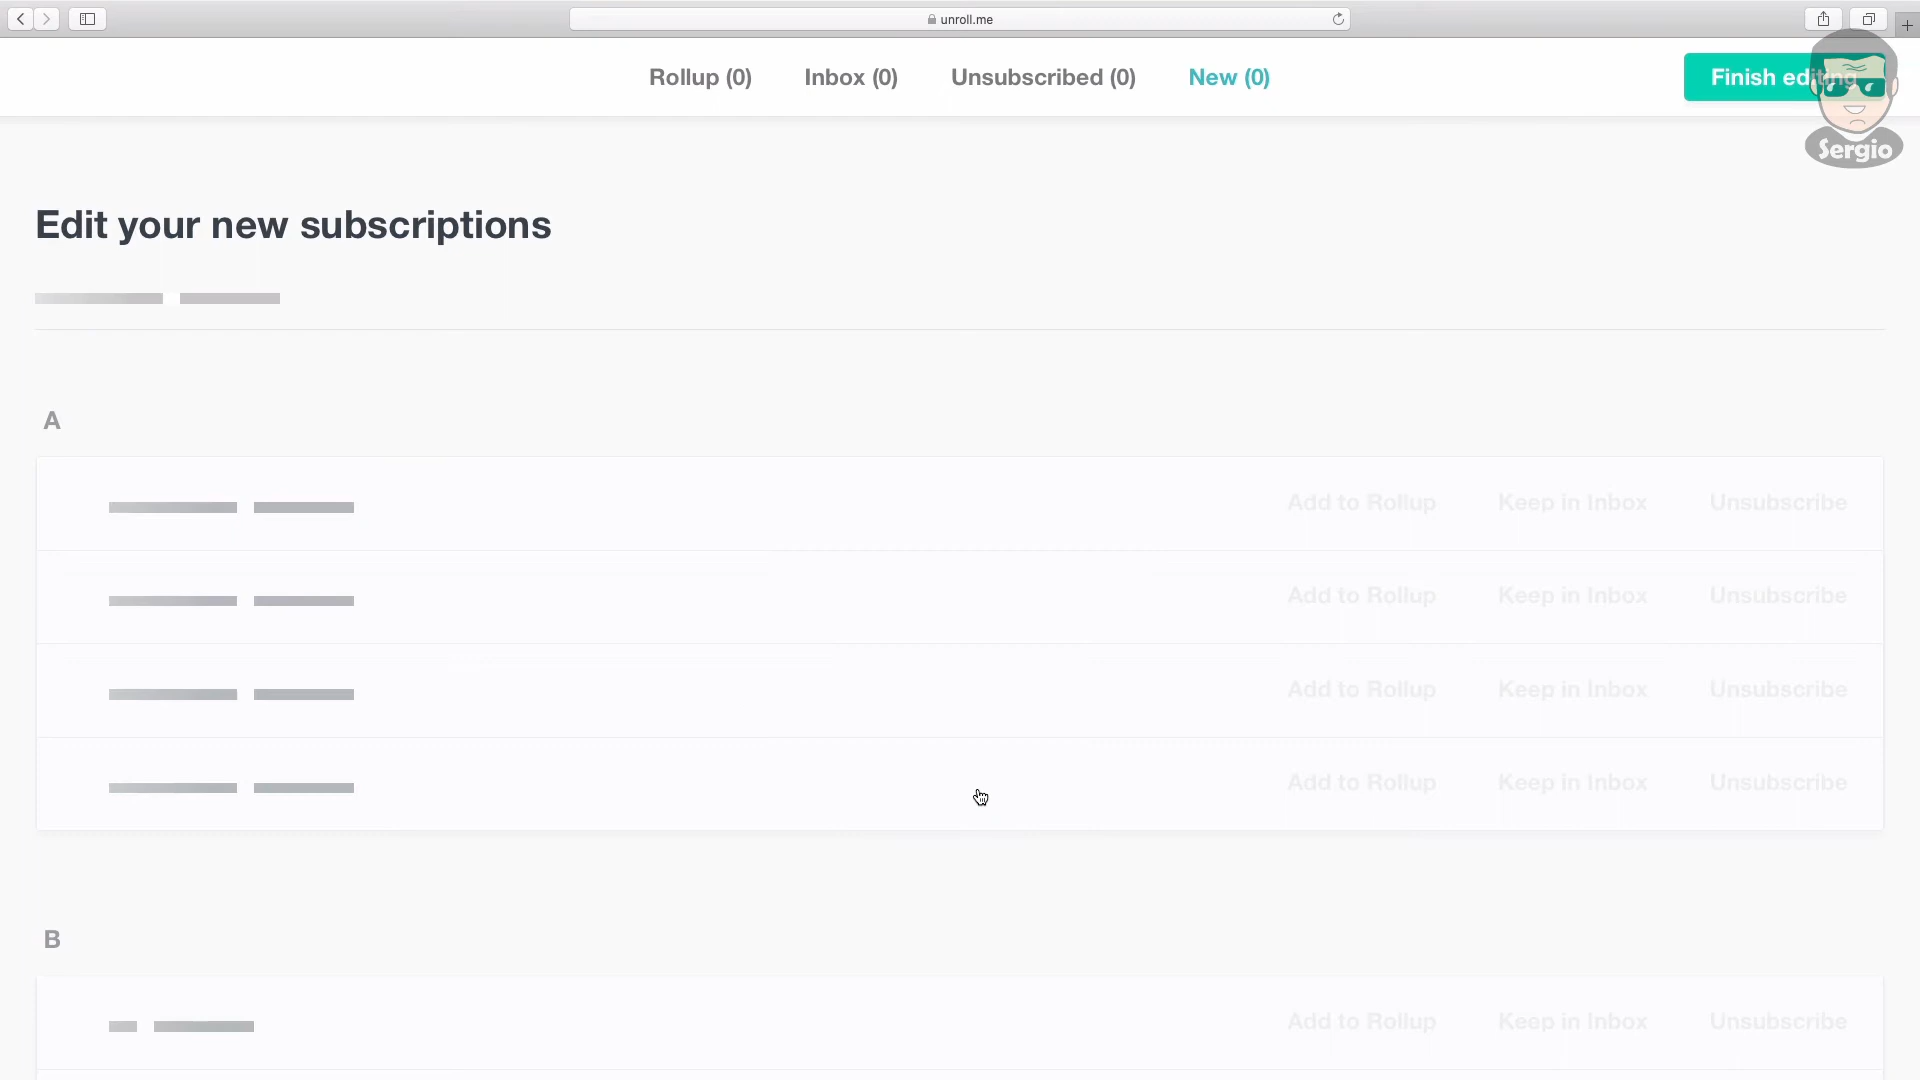 unroll.me
Rollup (0) Inbox (0) Unsubscribed (0) New (0) Finish editing
Sergio
Edit your new subscriptions
A
Add to Rollup Keep in Inbox Unsubscribe
Add to Rollup Keep in Inbox Unsubscribe
Add to Rollup Keep in Inbox Unsubscribe
Add to Rollup Keep in Inbox Unsubscribe
B
Add to Rollup Keep in Inbox Unsubscribe